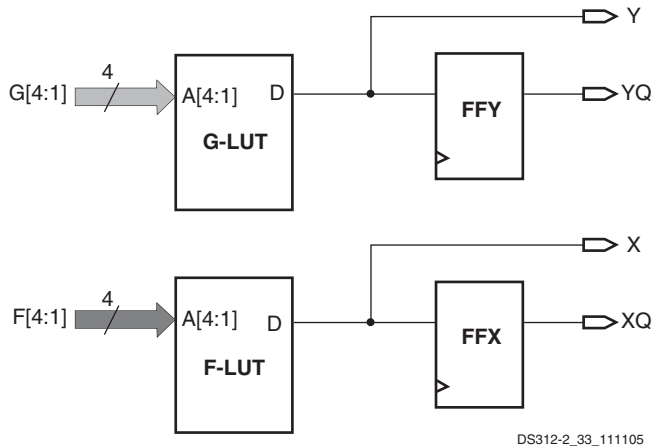 Y
4
G[4:1]
A[4:1]
D
YQ
FFY
G-LUT
X
4
F[4:1]
A[4:1]
D
XQ
FFX
F-LUT
DS312-2_33_111105